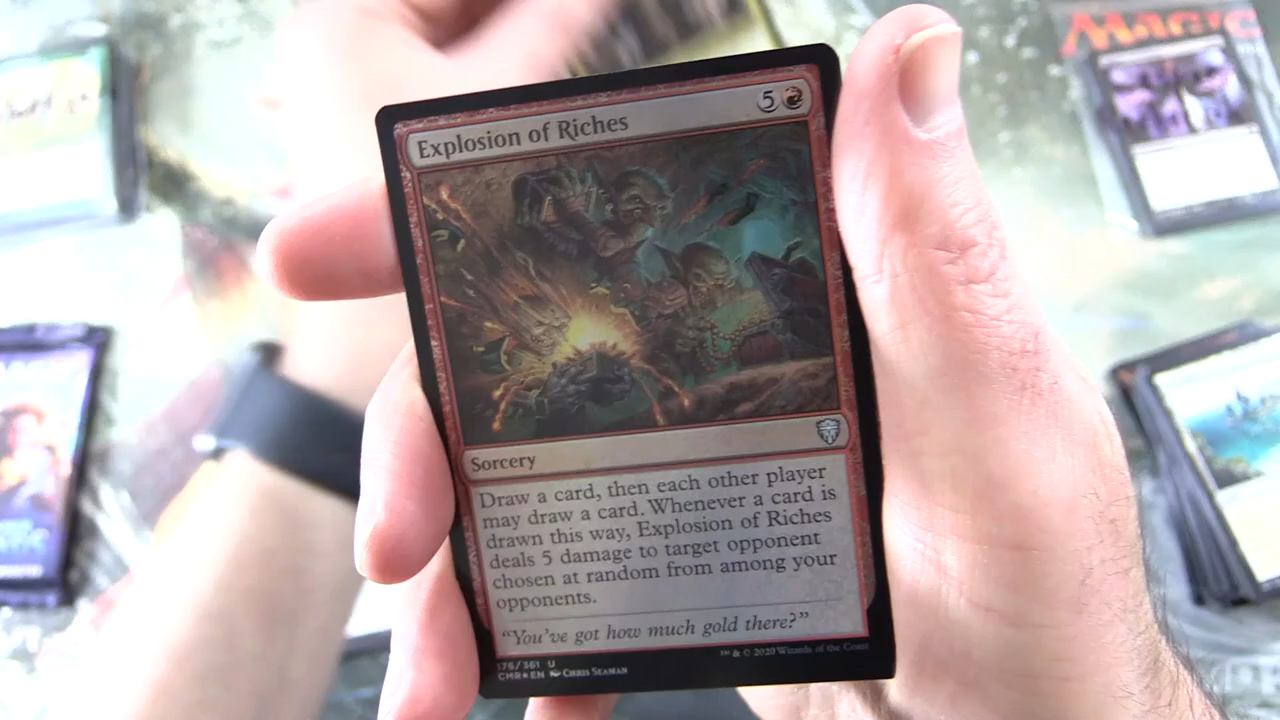 MAGIC
Explosion of Riches
5
Sorcery
Draw a card, then each other player
may draw a card. Whenever a card is
drawn this way, Explosion of Riches
deals 5 damage to target opponent
chosen at random from among your
opponents.
"You've got how much gold there?"
176/361 U
CMR★EN Chris Seaman
™ & © 2020 Wizards of the Coast